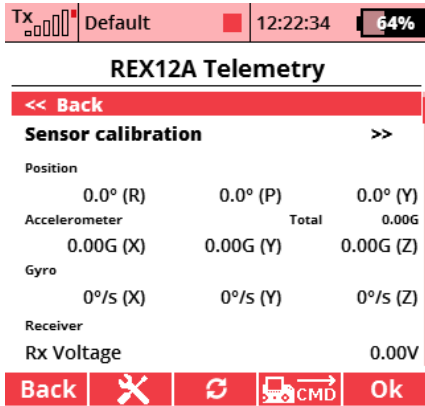 Tx Default 12:22:34 64%
REX12A Telemetry
<< Back
Sensor calibration >>
Position
0.0° (R) 0.0° (P) 0.0° (Y)
Accelerometer Total 0.00G
0.00G (X) 0.00G (Y) 0.00G (Z)
Gyro
0°/s (X) 0°/s (Y) 0°/s (Z)
Receiver
Rx Voltage 0.00V
Back CMD Ok